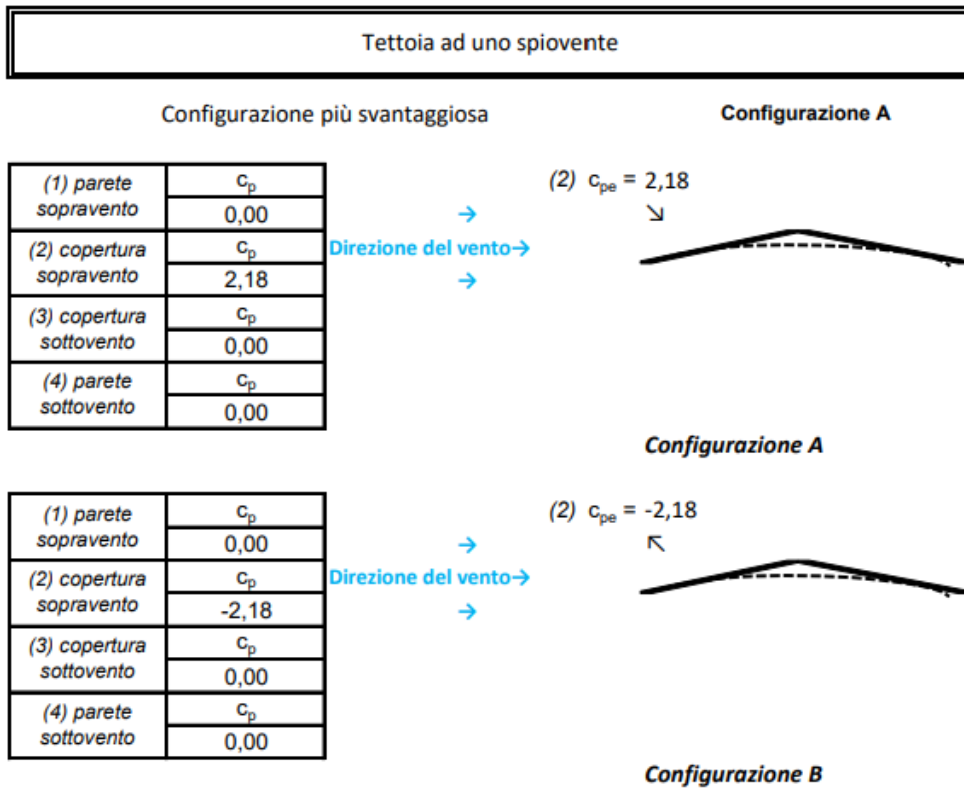 Tettoia ad uno spiovente
Configurazione più svantaggiosa
Configurazione A
(1) parete sopravento
cp
0,00
(2) copertura sopravento
cp
2,18
(3) copertura sottovento
cp
0,00
(4) parete sottovento
cp
0,00
→
Direzione del vento→
→
(2) cpe = 2,18
↘
Configurazione A
(1) parete sopravento
cp
0,00
(2) copertura sopravento
cp
-2,18
(3) copertura sottovento
cp
0,00
(4) parete sottovento
cp
0,00
→
Direzione del vento→
→
(2) cpe = -2,18
↖
Configurazione B